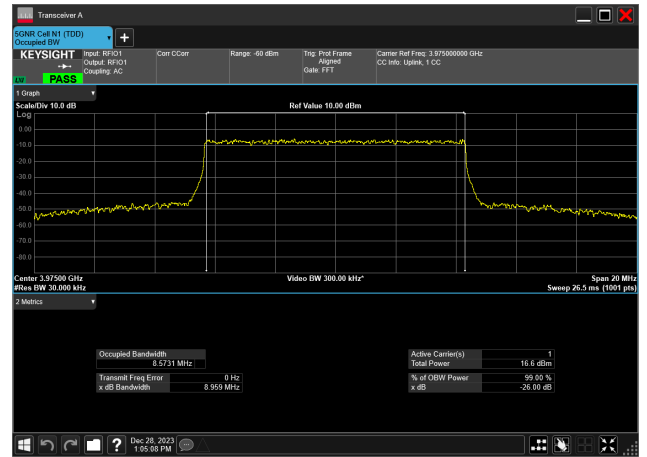 Transceiver A
5GNR Cell N1 (TDD)
Occupied BW
KEYSIGHT
LXI
PASS
Input: RFIO1
Output: RFIO1
Coupling: AC
Corr CCorr
Range: -60 dBm
Trig: Prot Frame
Aligned
Gate: FFT
Carrier Ref Freq: 3.975000000 GHz
CC Info: Uplink, 1 CC
1 Graph
Scale/Div 10.0 dB
Ref Value 10.00 dBm
Log
0.00
-10.0
-20.0
-30.0
-40.0
-50.0
-60.0
-70.0
-80.0
Center 3.97500 GHz
Video BW 300.00 kHz*
Span 20 MHz
#Res BW 30.000 kHz
Sweep 26.5 ms (1001 pts)
2 Metrics
Occupied Bandwidth
8.5731 MHz
Active Carrier(s) 1
Total Power 16.6 dBm
Transmit Freq Error 0 Hz
x dB Bandwidth 8.959 MHz
% of OBW Power 99.00 %
x dB -26.00 dB
?
Dec 28, 2023
1:05:08 PM